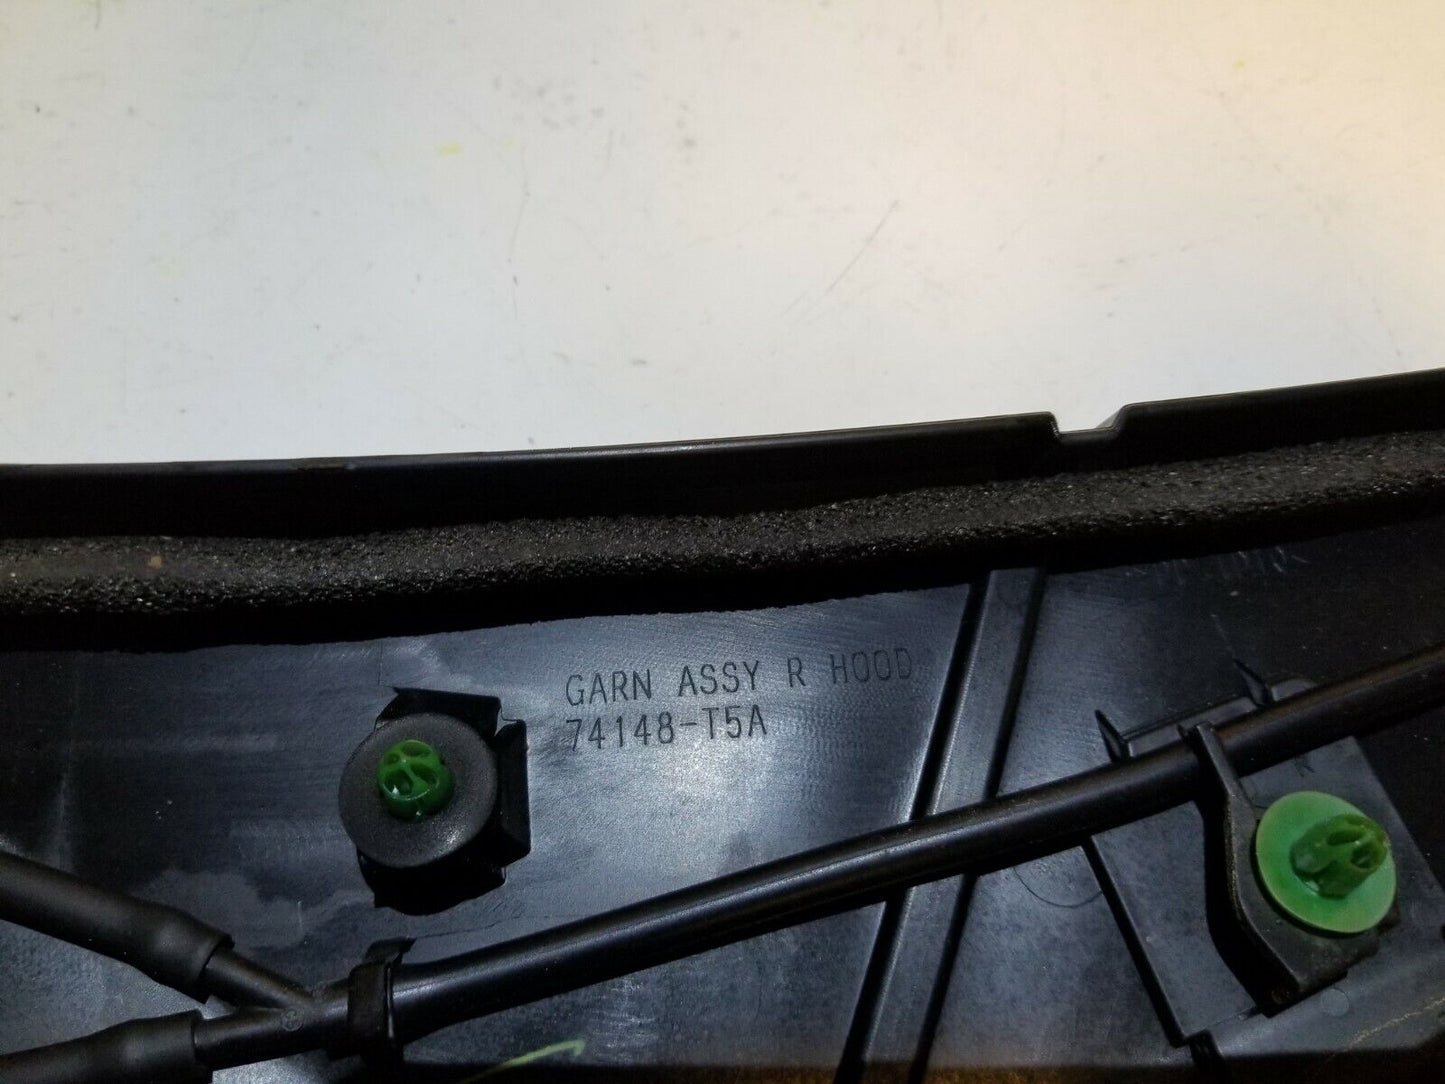 GARN ASSY R HOOD
74148-T5A